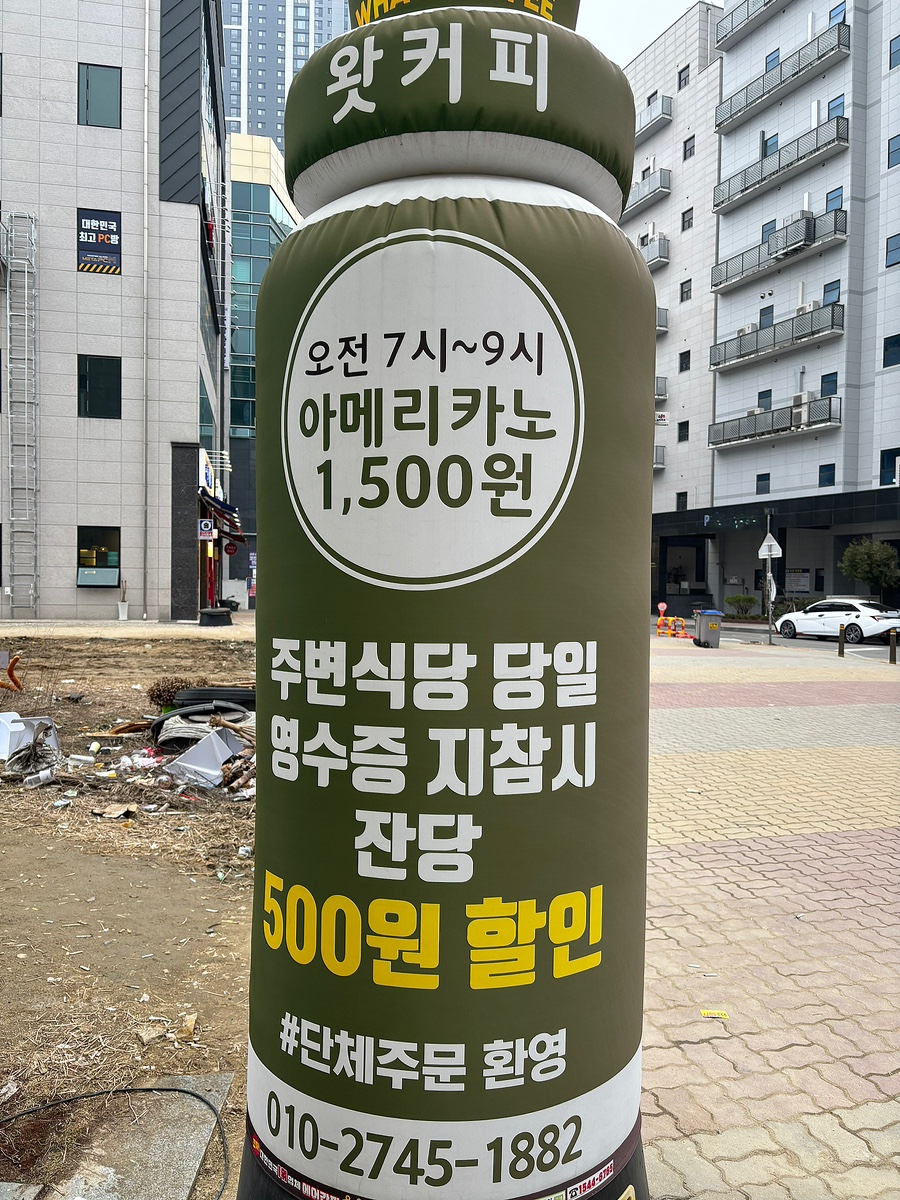 왓커피
오전 7시~9시
아메리카노
1,500원
주변식당 당일
영수증 지참시
잔당
500원 할인
#단체주문 환영
010-2745-1882
대한민국
최고 PC방